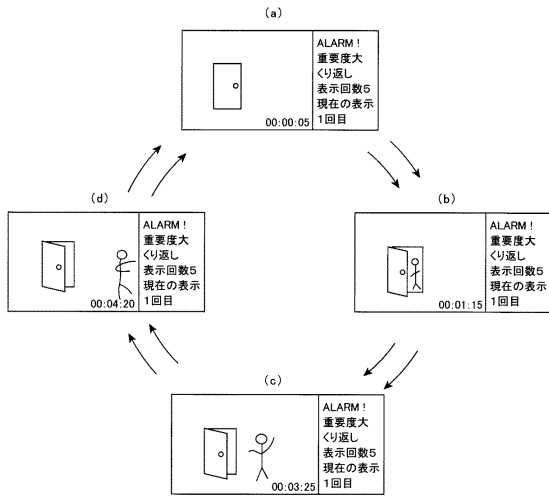 (a)
ALARM!
重要度大
くり返し
表示回数5
現在の表示
1回目
00:00:05
(b)
ALARM!
重要度大
くり返し
表示回数5
現在の表示
1回目
00:01:15
(c)
ALARM!
重要度大
くり返し
表示回数5
現在の表示
1回目
00:03:25
(d)
ALARM!
重要度大
くり返し
表示回数5
現在の表示
1回目
00:04:20